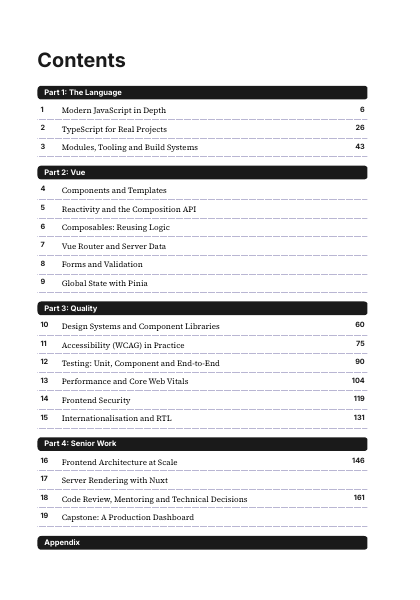 Contents
Part 1: The Language
1 Modern JavaScript in Depth 6
2 TypeScript for Real Projects 26
3 Modules, Tooling and Build Systems 43
Part 2: Vue
4 Components and Templates
5 Reactivity and the Composition API
6 Composables: Reusing Logic
7 Vue Router and Server Data
8 Forms and Validation
9 Global State with Pinia
Part 3: Quality
10 Design Systems and Component Libraries 60
11 Accessibility (WCAG) in Practice 75
12 Testing: Unit, Component and End-to-End 90
13 Performance and Core Web Vitals 104
14 Frontend Security 119
15 Internationalisation and RTL 131
Part 4: Senior Work
16 Frontend Architecture at Scale 146
17 Server Rendering with Nuxt
18 Code Review, Mentoring and Technical Decisions 161
19 Capstone: A Production Dashboard
Appendix